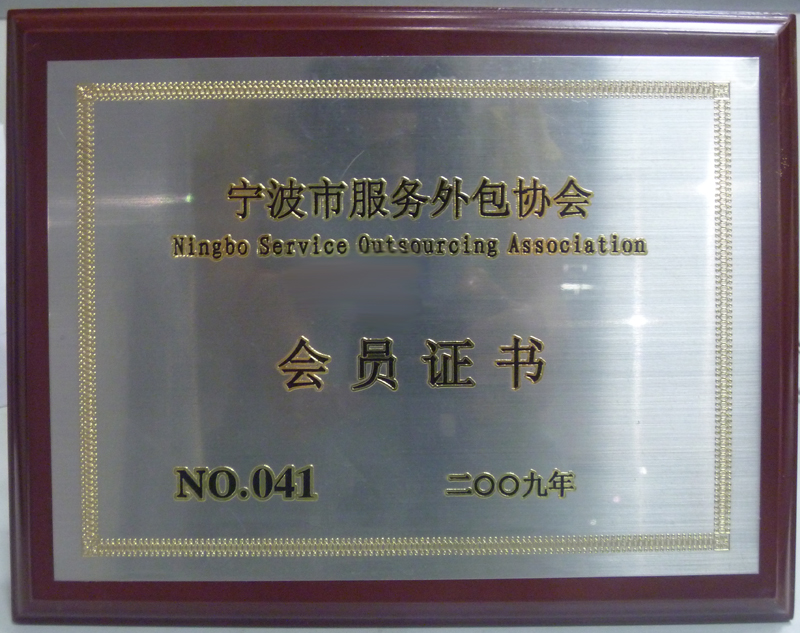 宁波市服务外包协会
Ningbo Service Outsourcing Association
会员证书
NO.041 二〇〇九年